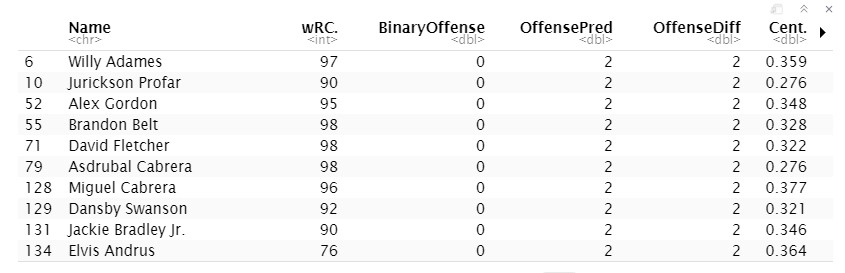 Name wRC. BinaryOffense OffensePred OffenseDiff Cent.
<chr> <int> <dbl> <dbl> <dbl> <dbl>
6 Willy Adames 97 0 2 2 0.359
10 Jurickson Profar 90 0 2 2 0.276
52 Alex Gordon 95 0 2 2 0.348
55 Brandon Belt 98 0 2 2 0.328
71 David Fletcher 98 0 2 2 0.322
79 Asdrubal Cabrera 98 0 2 2 0.276
128 Miguel Cabrera 96 0 2 2 0.377
129 Dansby Swanson 92 0 2 2 0.321
131 Jackie Bradley Jr. 90 0 2 2 0.346
134 Elvis Andrus 76 0 2 2 0.364